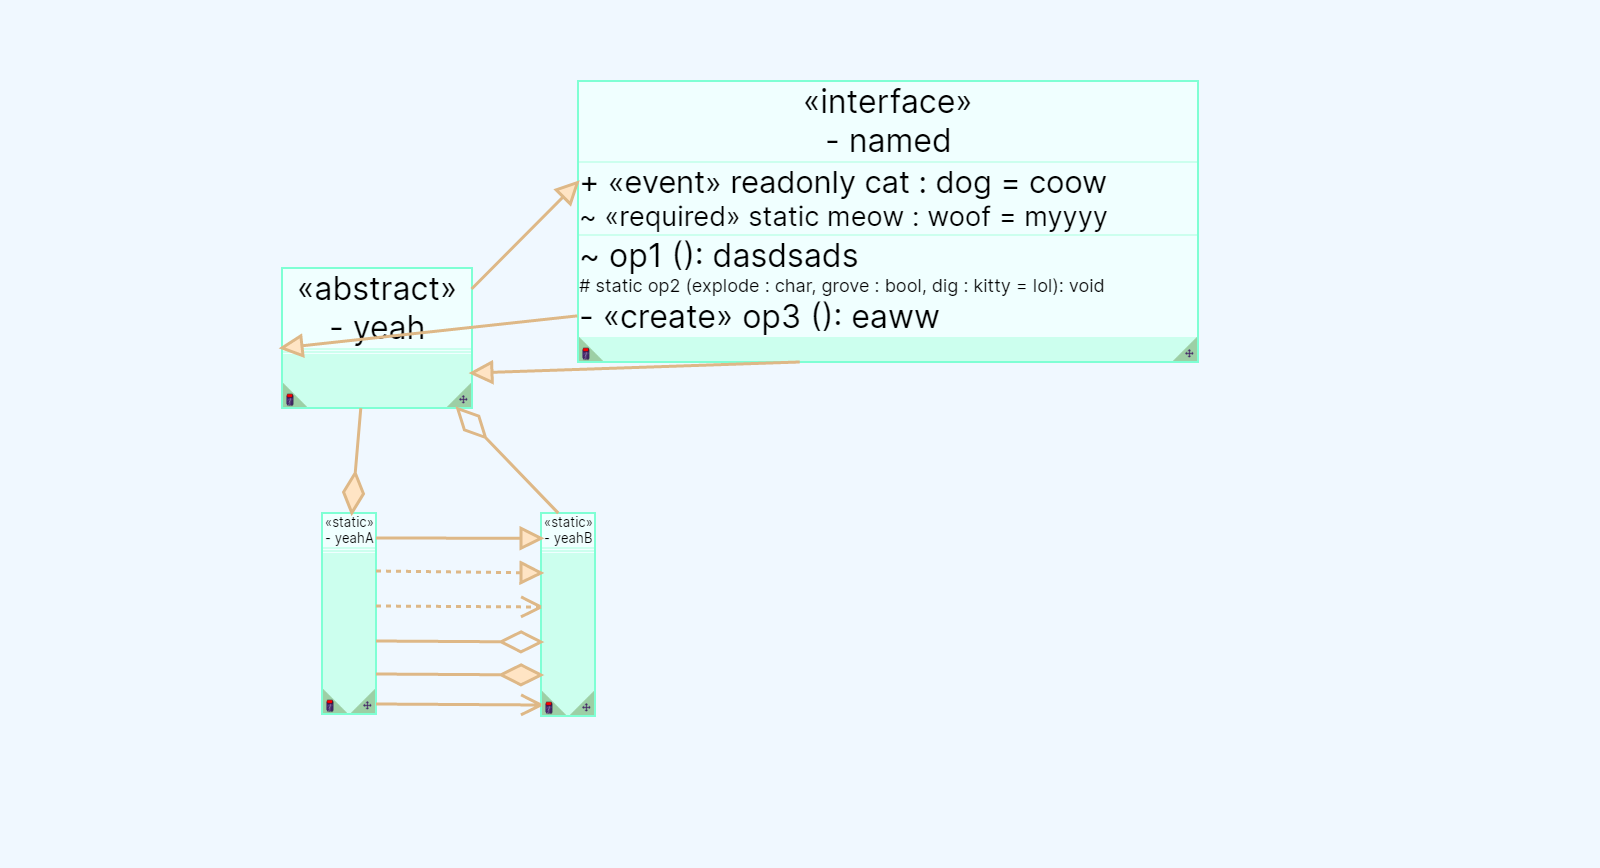 «interface»
- named
+ «event» readonly cat : dog = coow
~ «required» static meow : woof = myyyy
~ op1 (): dasdsads
# static op2 (explode : char, grove : bool, dig : kitty = lol): void
- «create» op3 (): eaww
«abstract»
- yeah
«static»
- yeahA
«static»
- yeahB